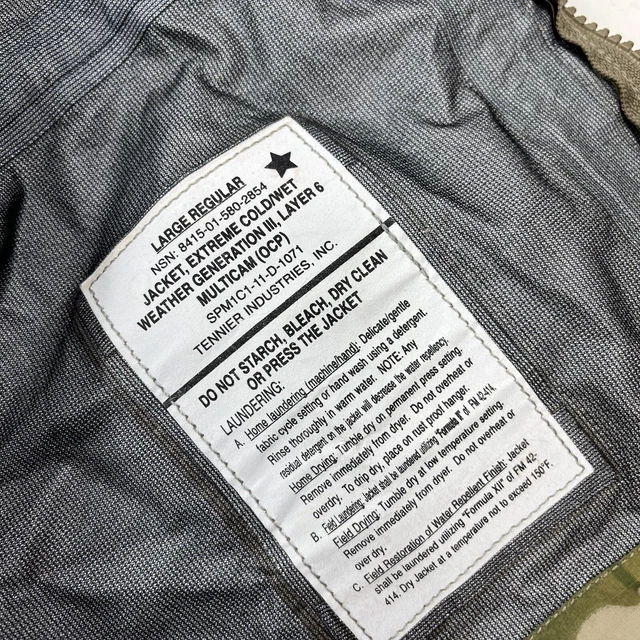 LARGE REGULAR
NSN: 8415-01-580-2854
JACKET, EXTREME COLD/WET
WEATHER GENERATION III, LAYER 6
MULTICAM (OCP)
SPM1C1-11-D-1071
TENNIER INDUSTRIES, INC.
DO NOT STARCH, BLEACH, DRY CLEAN
OR PRESS THE JACKET
LAUNDERING:
A. Home laundering (machine/hand): Delicate/gentle
fabric cycle setting or hand wash using a detergent.
Rinse thoroughly in warm water. NOTE: Any
residual detergent on the jacket will decrease the water repellency.
Home Drying: Tumble dry on permanent press setting.
Remove immediately from dryer. Do not overheat or
overdry. To drip dry, place on rust proof hanger.
B. Field Laundering: Jacket shall be laundered utilizing "Formula II" of FM 42-414.
Field Drying: Tumble dry at low temperature setting.
Remove immediately from dryer. Do not overheat or
over dry.
C. Field Restoration of Water Repellent Finish: Jacket
shall be laundered utilizing "Formula XII" of FM 42-
414. Dry Jacket at a temperature not to exceed 150°F.